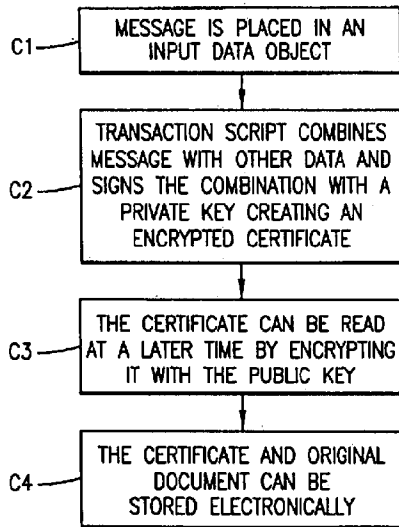 C1
MESSAGE IS PLACED IN AN
INPUT DATA OBJECT
C2
TRANSACTION SCRIPT COMBINES
MESSAGE WITH OTHER DATA AND
SIGNS THE COMBINATION WITH A
PRIVATE KEY CREATING AN
ENCRYPTED CERTIFICATE
C3
THE CERTIFICATE CAN BE READ
AT A LATER TIME BY ENCRYPTING
IT WITH THE PUBLIC KEY
C4
THE CERTIFICATE AND ORIGINAL
DOCUMENT CAN BE
STORED ELECTRONICALLY